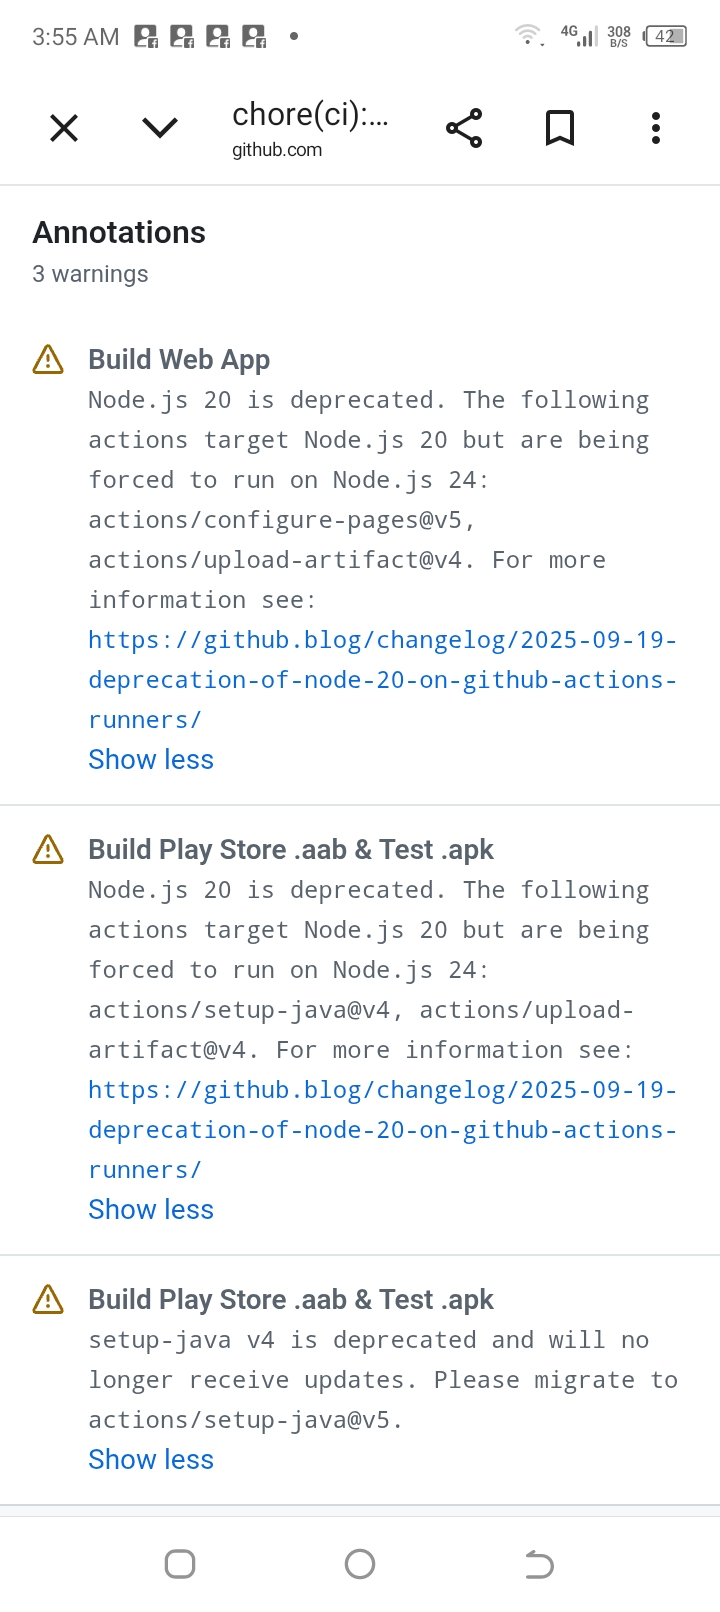 3:55 AM
4G
308
B/S
42
chore(ci):...
github.com
Annotations
3 warnings
Build Web App
Node.js 20 is deprecated. The following
actions target Node.js 20 but are being
forced to run on Node.js 24:
actions/configure-pages@v5,
actions/upload-artifact@v4. For more
information see:
https://github.blog/changelog/2025-09-19-
deprecation-of-node-20-on-github-actions-
runners/
Show less
Build Play Store .aab & Test .apk
Node.js 20 is deprecated. The following
actions target Node.js 20 but are being
forced to run on Node.js 24:
actions/setup-java@v4, actions/upload-
artifact@v4. For more information see:
https://github.blog/changelog/2025-09-19-
deprecation-of-node-20-on-github-actions-
runners/
Show less
Build Play Store .aab & Test .apk
setup-java v4 is deprecated and will no
longer receive updates. Please migrate to
actions/setup-java@v5.
Show less